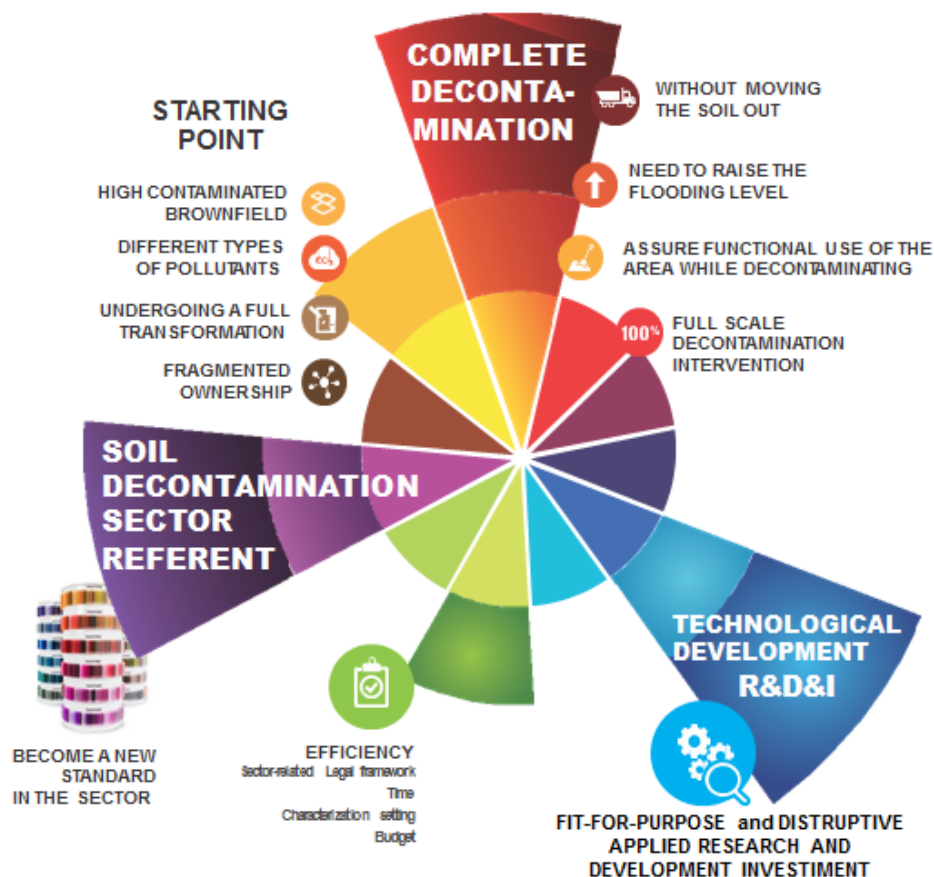 COMPLETE
DECONTA-
MINATION
WITHOUT MOVING
THE SOIL OUT
NEED TO RAISE THE
FLOODING LEVEL
ASSURE FUNCTIONAL USE OF THE
AREA WHILE DECONTAMINATING
100%
FULL SCALE
DECONTAMINATION
INTERVENTION
STARTING
POINT
HIGH CONTAMINATED
BROWNFIELD
DIFFERENT TYPES
OF POLLUTANTS
UNDERGOING A FULL
TRANSFORMATION
FRAGMENTED
OWNERSHIP
SOIL
DECONTAMINATION
SECTOR
REFERENT
BECOME A NEW
STANDARD
IN THE SECTOR
EFFICIENCY
Sector-related Legal framework
Time
Characterization setting
Budget
TECHNOLOGICAL
DEVELOPMENT
R&D&I
FIT-FOR-PURPOSE and DISTRUPTIVE
APPLIED RESEARCH AND
DEVELOPMENT INVESTIMENT